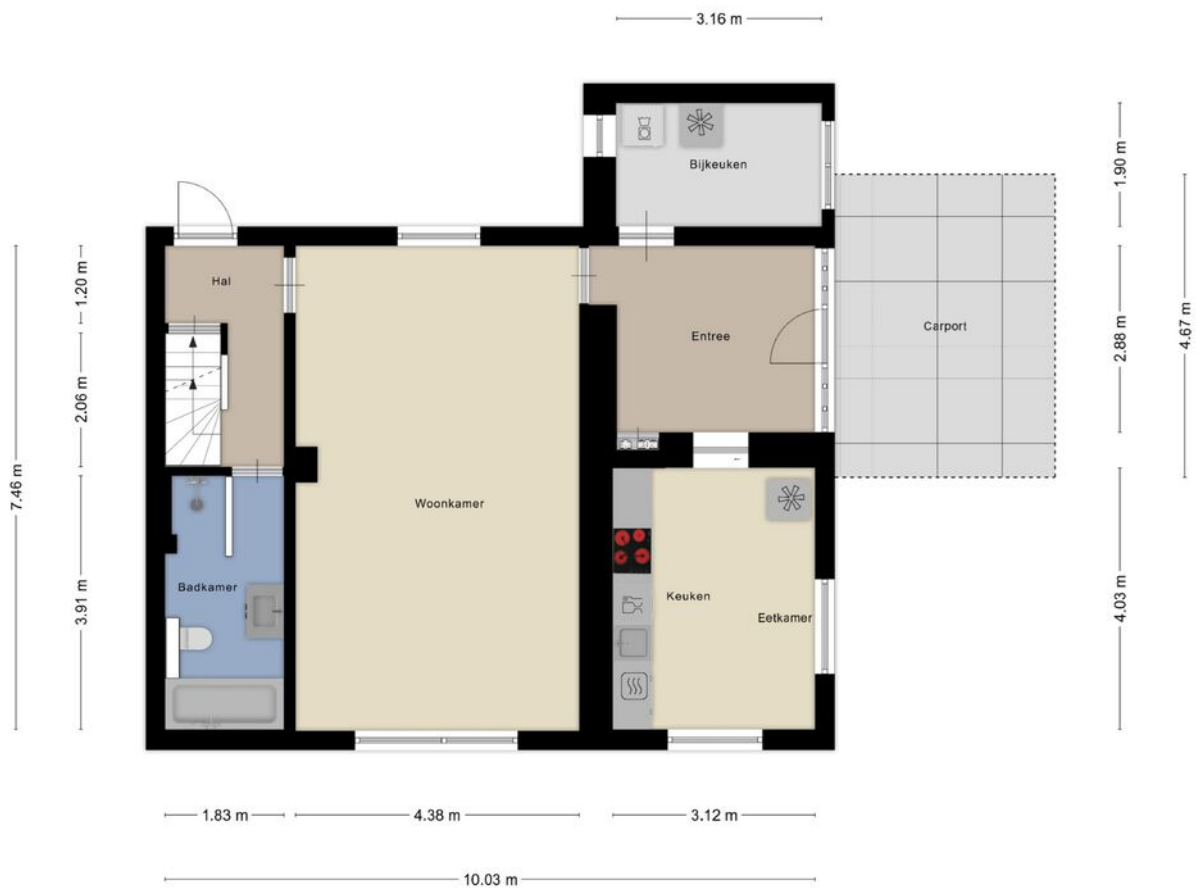 3.16 m
Bijkeuken
1.90 m
Hal
1.20 m
Entree
Carport
2.88 m
4.67 m
2.06 m
7.46 m
Woonkamer
Badkamer
3.91 m
Keuken
Eetkamer
4.03 m
1.83 m
4.38 m
3.12 m
10.03 m